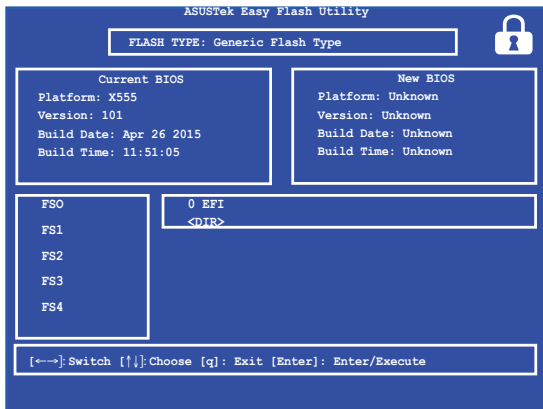 ASUSTek Easy Flash Utility
FLASH TYPE: Generic Flash Type
Current BIOS
Platform: X555
Version: 101
Build Date: Apr 26 2015
Build Time: 11:51:05
New BIOS
Platform: Unknown
Version: Unknown
Build Date: Unknown
Build Time: Unknown
FSO
FS1
FS2
FS3
FS4
0 EFI
<DIR>
[←→]: Switch [↑↓]: Choose [q]: Exit [Enter]: Enter/Execute